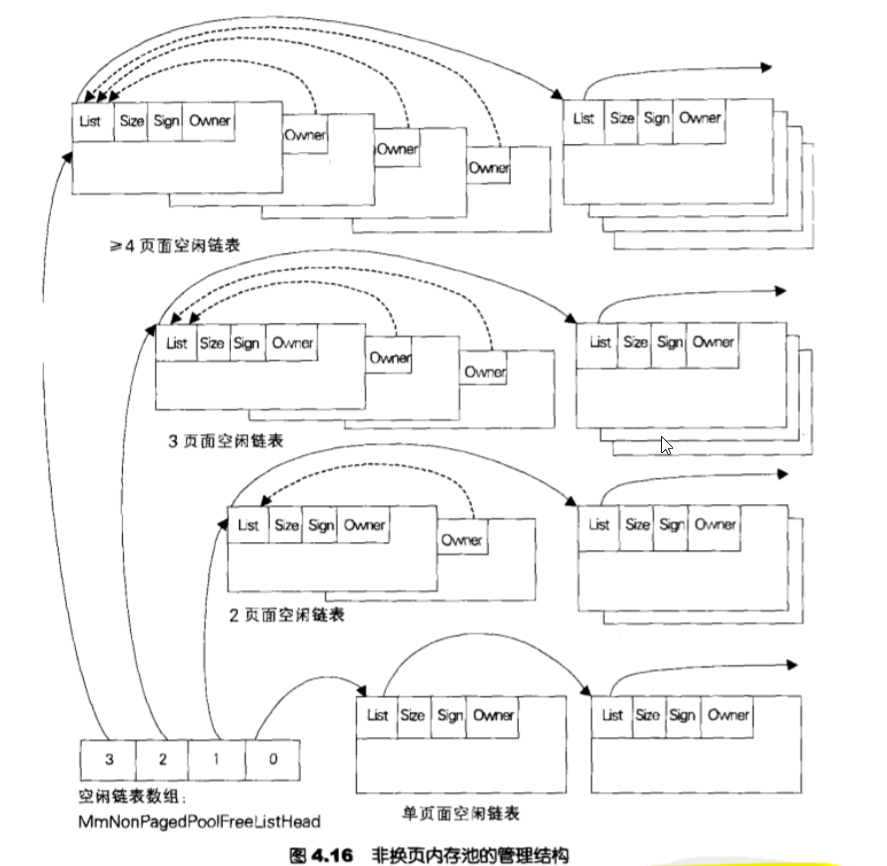 List Size Sign Owner
Owner
Owner
Owner
List Size Sign Owner
≥4 页面空闲链表
List Size Sign Owner
Owner
Owner
List Size Sign Owner
3 页面空闲链表
List Size Sign Owner
Owner
List Size Sign Owner
2 页面空闲链表
List Size Sign Owner
List Size Sign Owner
3 2 1 0
空闲链表数组：
MmNonPagedPoolFreeListHead
单页面空闲链表
图 4.16 非换页内存池的管理结构